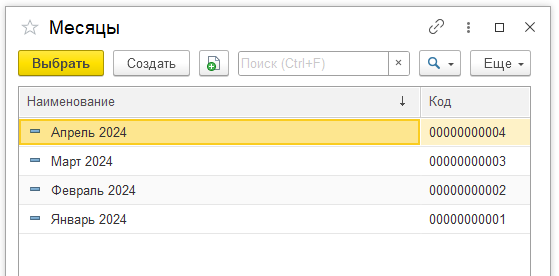 Месяцы
Выбрать Создать Поиск (Ctrl+F) × Еще
Наименование ↓ Код
Апрель 2024 00000000004
Март 2024 00000000003
Февраль 2024 00000000002
Январь 2024 00000000001